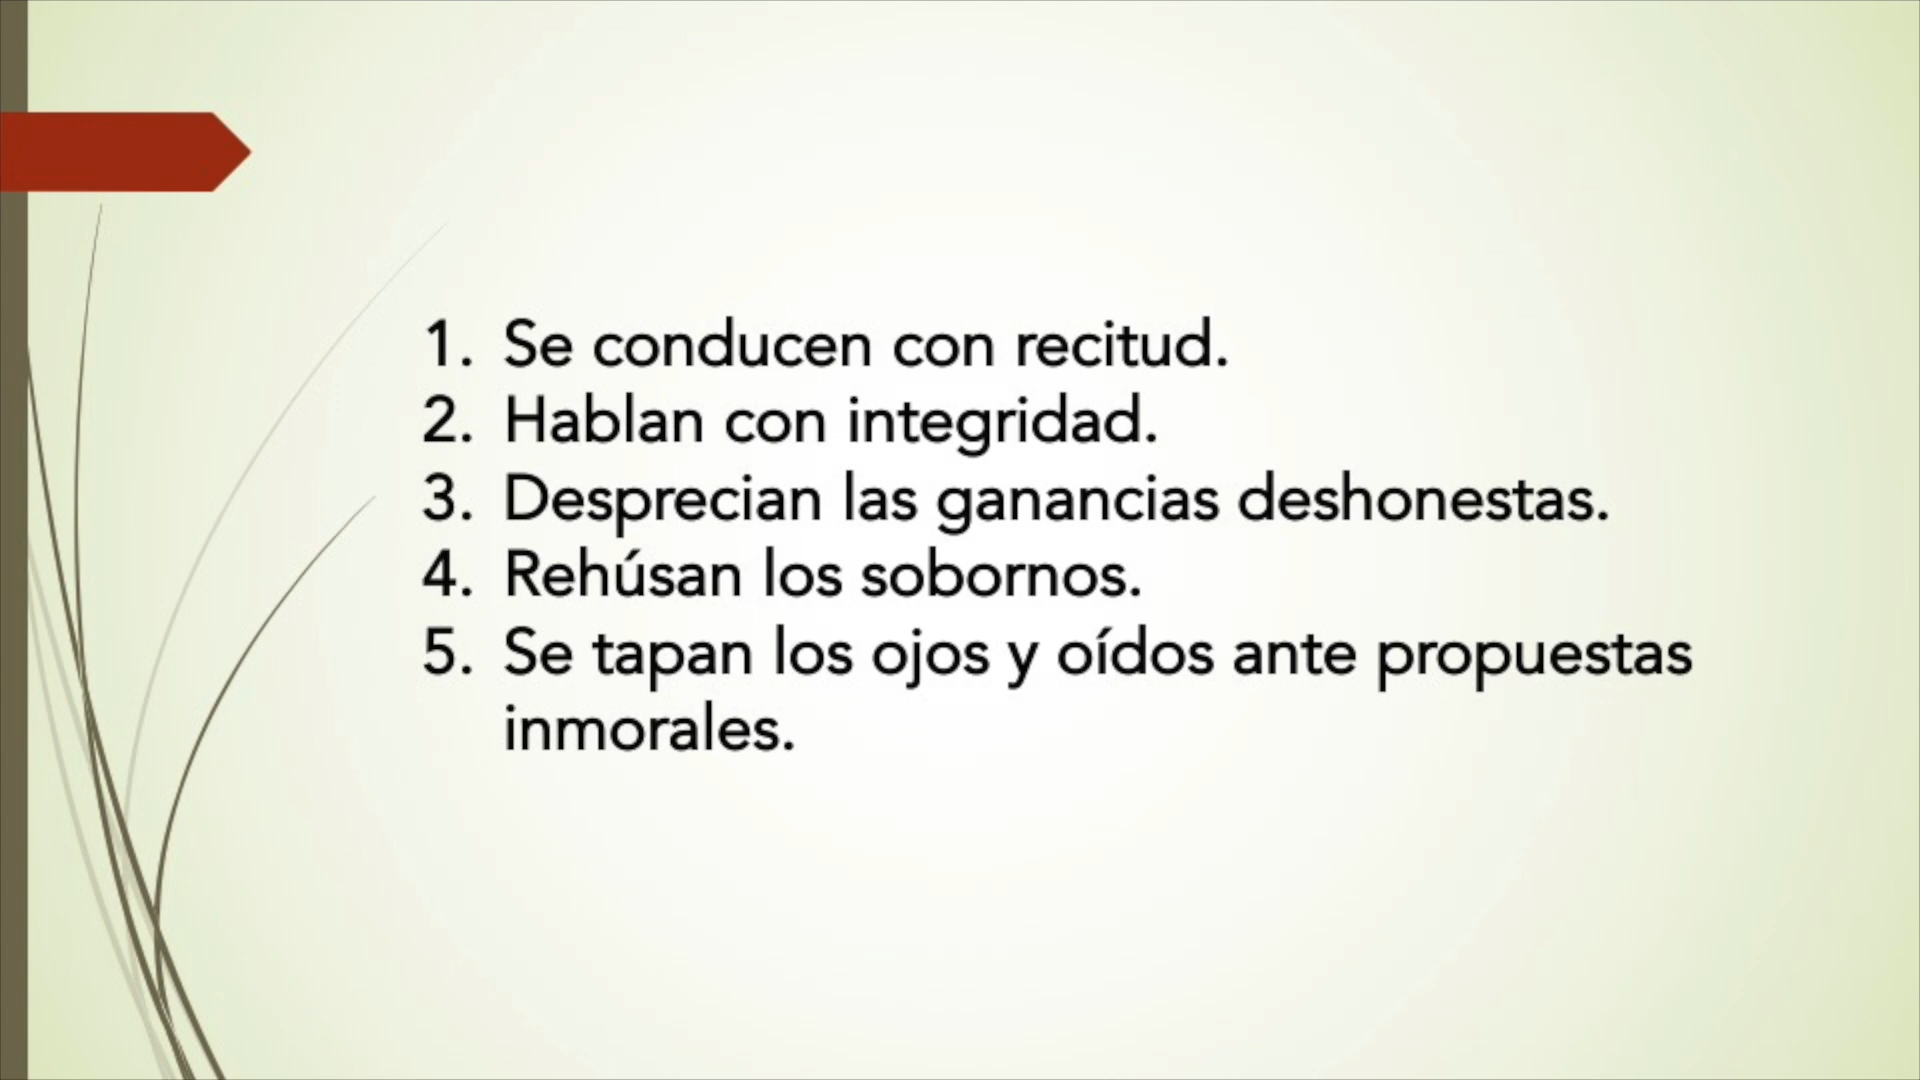 1. Se conducen con recitud.
2. Hablan con integridad.
3. Desprecian las ganancias deshonestas.
4. Rehúsan los sobornos.
5. Se tapan los ojos y oídos ante propuestas
inmorales.